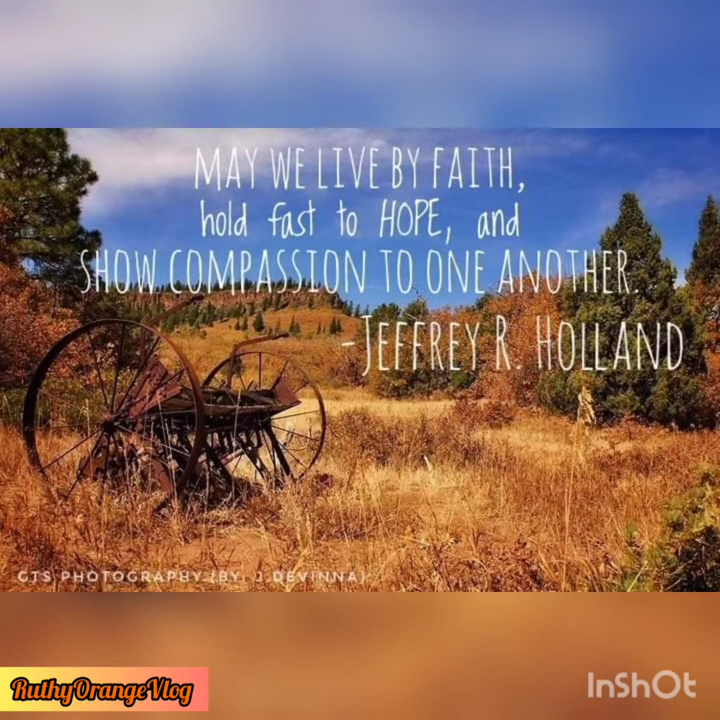 MAY WE LIVE BY FAITH,
hold fast to HOPE, and
SHOW COMPASSION TO ONE ANOTHER.
-JEFFREY R. HOLLAND
GTS PHOTOGRAPHY (BY: J.DEVINNA)
RuthyOrangeVlog
InShOt